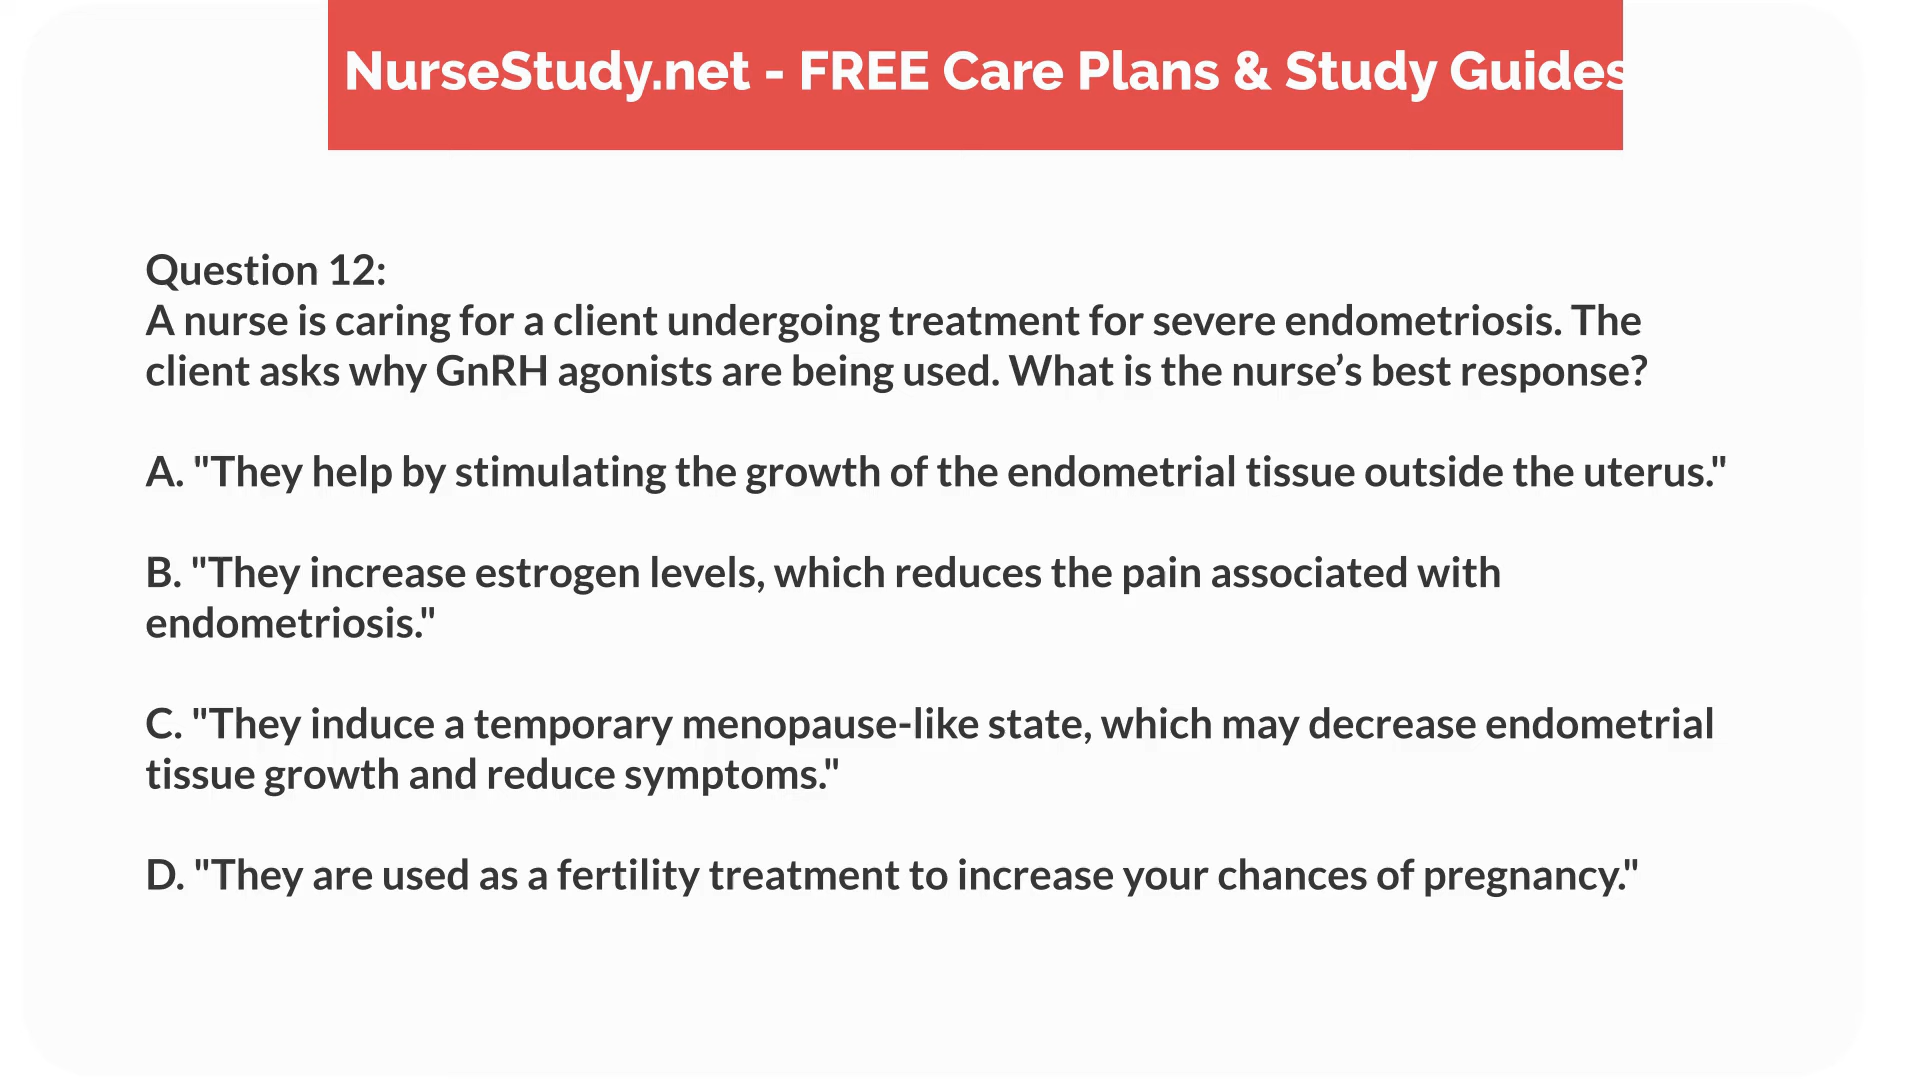 NurseStudy.net - FREE Care Plans & Study Guides
Question 12:
A nurse is caring for a client undergoing treatment for severe endometriosis. The
client asks why GnRH agonists are being used. What is the nurse’s best response?
A. "They help by stimulating the growth of the endometrial tissue outside the uterus."
B. "They increase estrogen levels, which reduces the pain associated with
endometriosis."
C. "They induce a temporary menopause-like state, which may decrease endometrial
tissue growth and reduce symptoms."
D. "They are used as a fertility treatment to increase your chances of pregnancy."